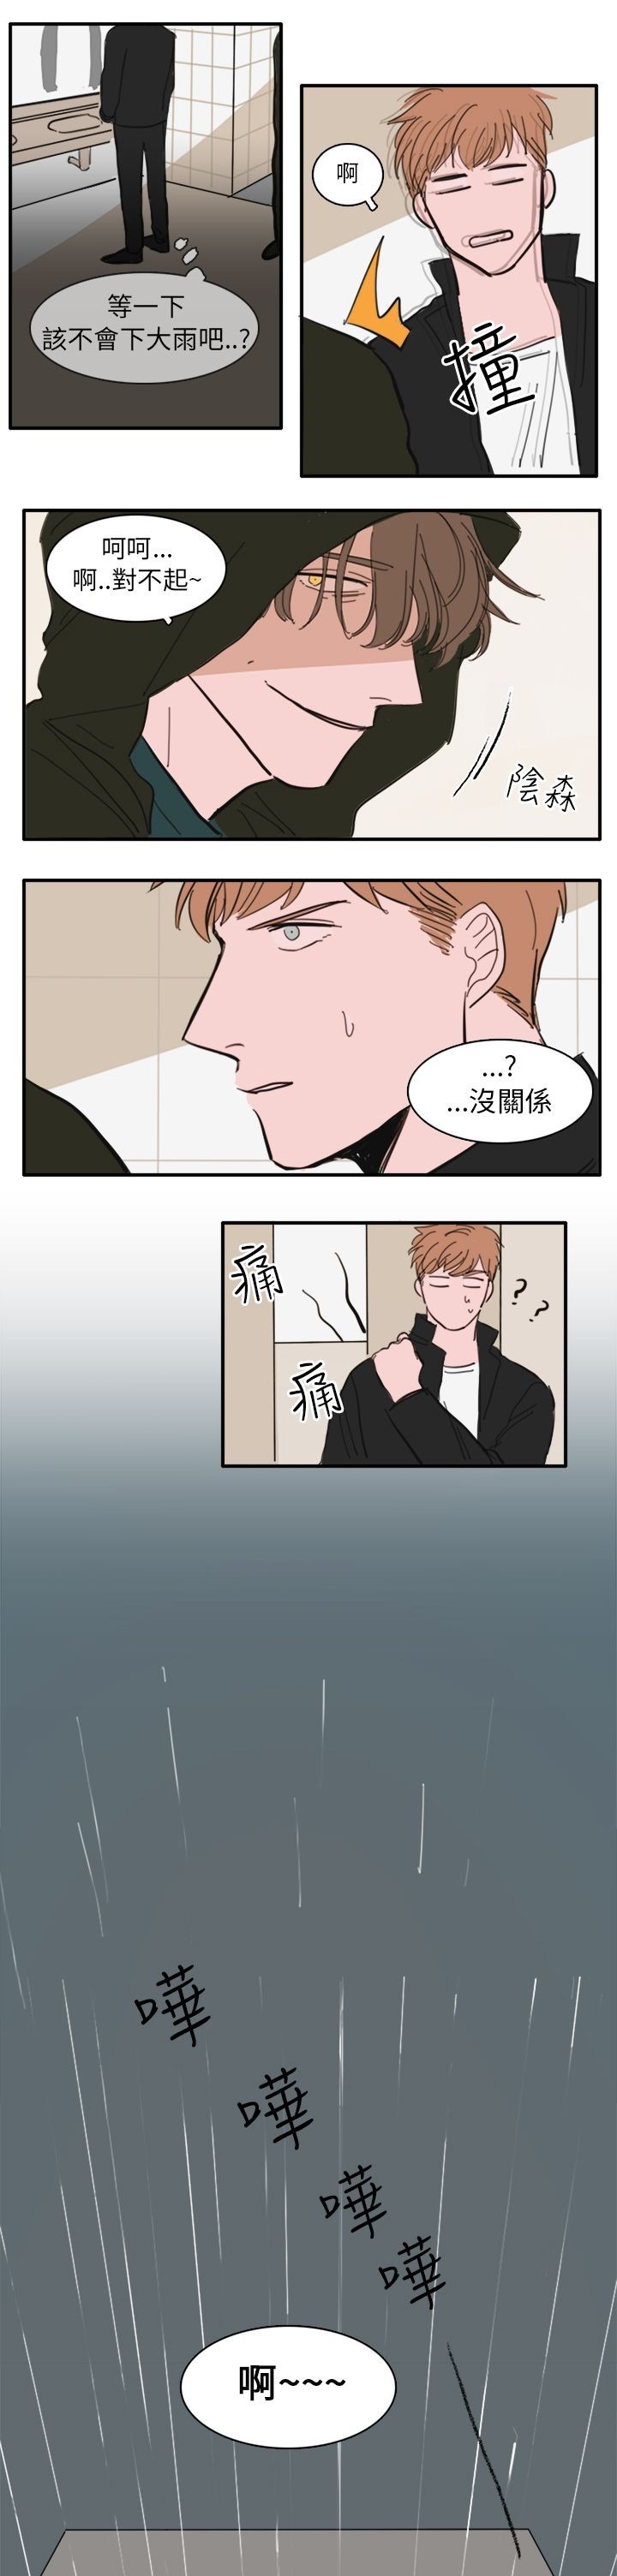 等一下
該不會下大雨吧..?
啊
撞
呵呵...
啊..對不起~
陰森
...?
...沒關係
痛
? ?
痛
嘩
嘩
嘩
嘩
啊~~~